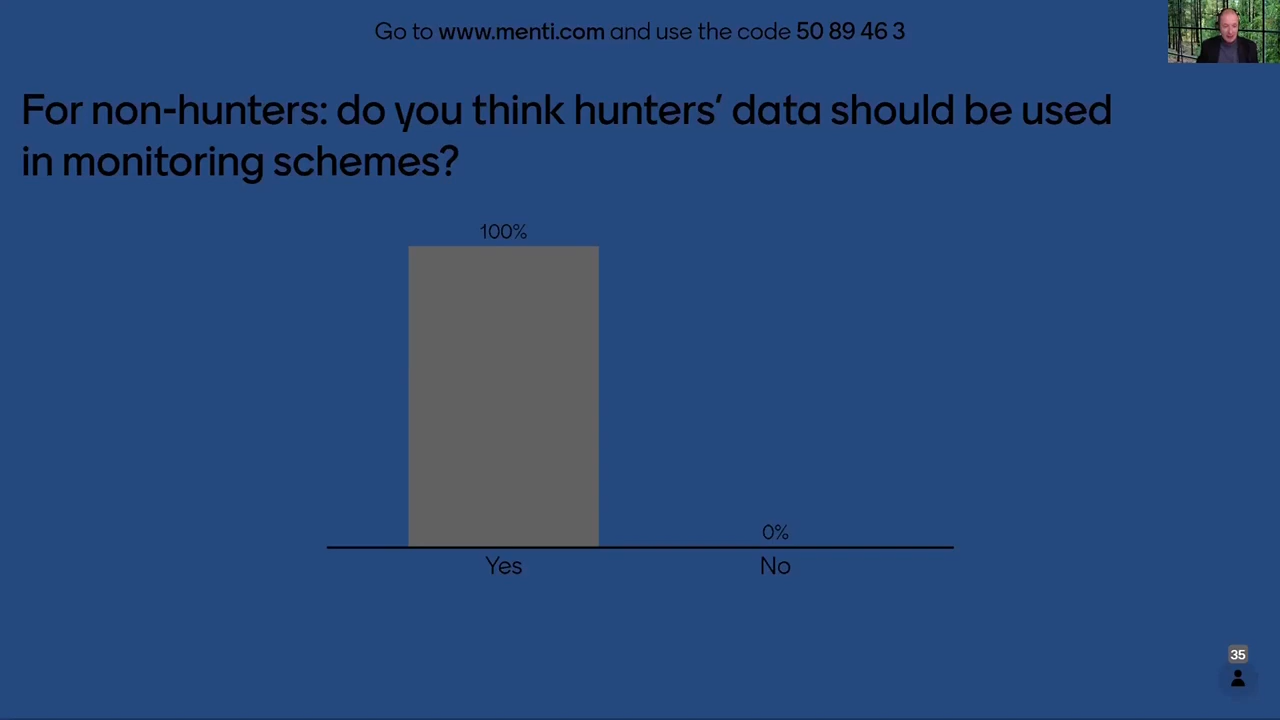 Go to www.menti.com and use the code 50 89 46 3
For non-hunters: do you think hunters’ data should be used
in monitoring schemes?
100%
0%
Yes
No
35